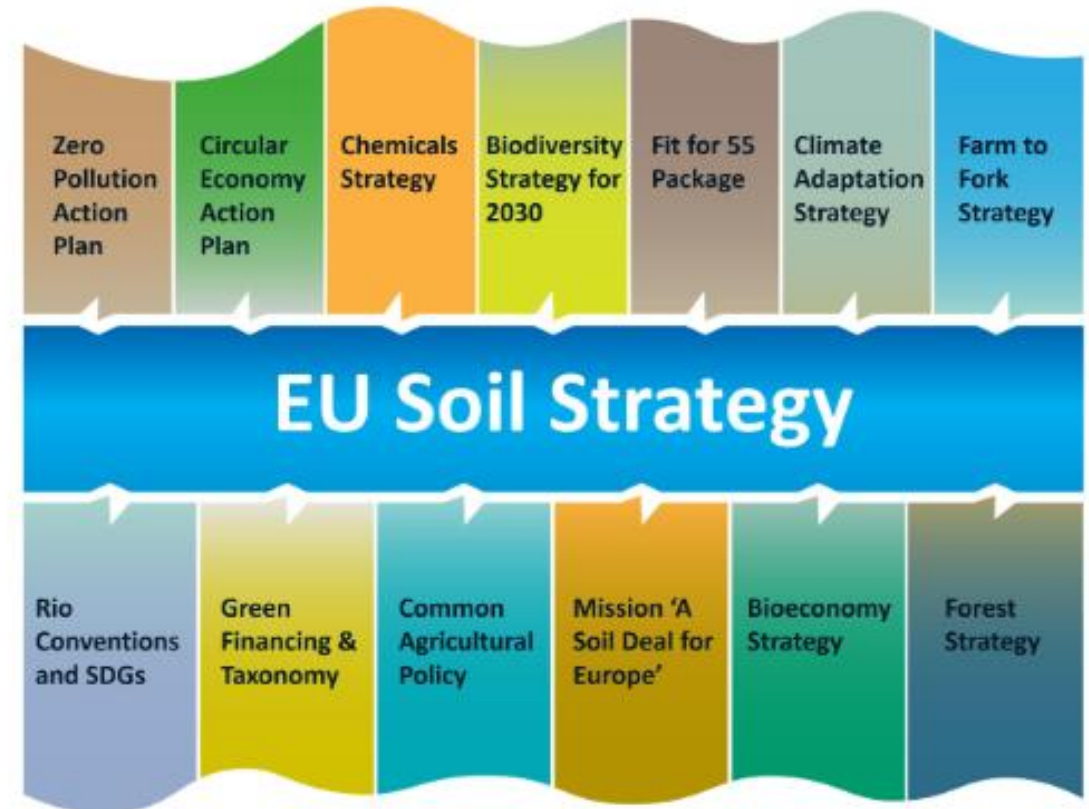 Zero
Pollution
Action
Plan
Circular
Economy
Action
Plan
Chemicals
Strategy
Biodiversity
Strategy for
2030
Fit for 55
Package
Climate
Adaptation
Strategy
Farm to
Fork
Strategy
EU Soil Strategy
Rio
Conventions
and SDGs
Green
Financing &
Taxonomy
Common
Agricultural
Policy
Mission ‘A
Soil Deal for
Europe’
Bioeconomy
Strategy
Forest
Strategy